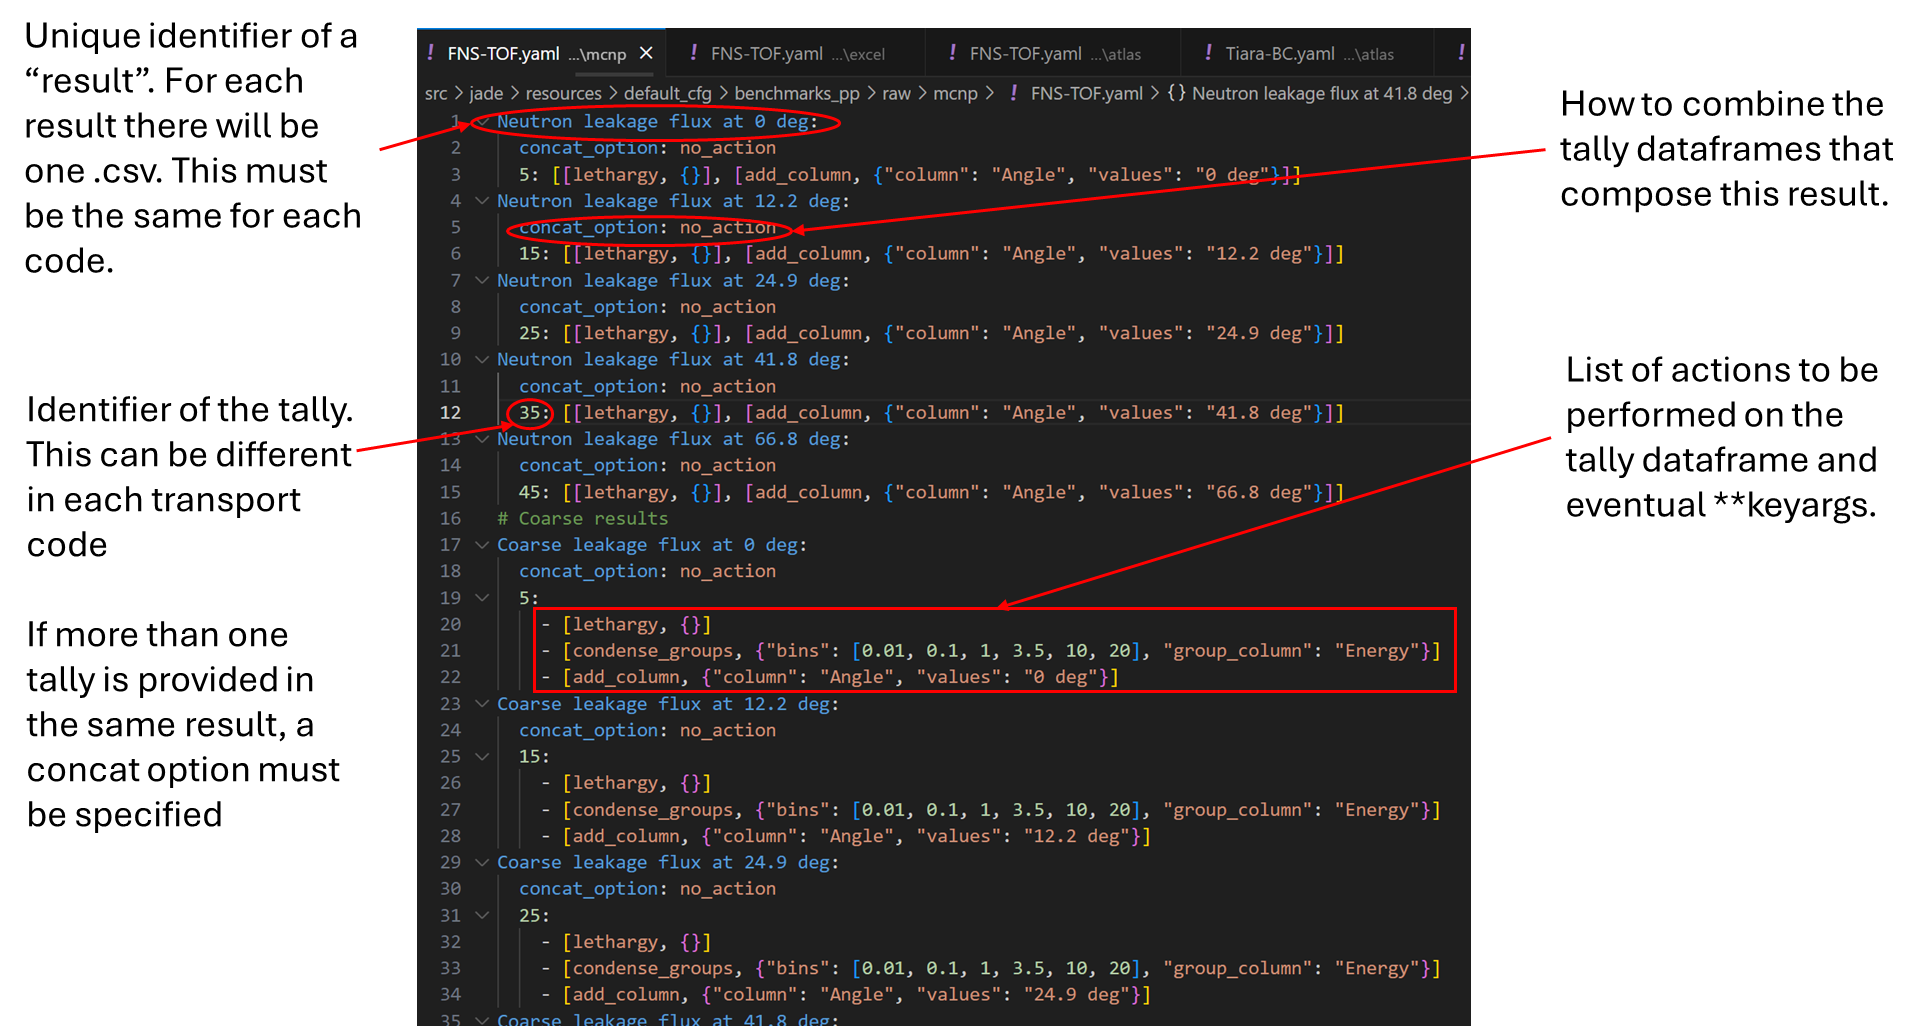 Unique identifier of a
“result”. For each
result there will be
one .csv. This must
be the same for each
code.
Identifier of the tally.
This can be different
in each transport
code
If more than one
tally is provided in
the same result, a
concat option must
be specified
! FNS-TOF.yaml ...\mcnp × ! FNS-TOF.yaml ...\excel ! FNS-TOF.yaml ...\atlas ! Tiara-BC.yaml ...\atlas !
src > jade > resources > default_cfg > benchmarks_pp > raw > mcnp > ! FNS-TOF.yaml > {} Neutron leakage flux at 41.8 deg >
1 Neutron leakage flux at 0 deg:
2 concat_option: no_action
3 5: [[lethargy, {}], [add_column, {"column": "Angle", "values": "0 deg"}]]
4 Neutron leakage flux at 12.2 deg:
5 concat_option: no_action
6 15: [[lethargy, {}], [add_column, {"column": "Angle", "values": "12.2 deg"}]]
7 Neutron leakage flux at 24.9 deg:
8 concat_option: no_action
9 25: [[lethargy, {}], [add_column, {"column": "Angle", "values": "24.9 deg"}]]
10 Neutron leakage flux at 41.8 deg:
11 concat_option: no_action
12 35: [[lethargy, {}], [add_column, {"column": "Angle", "values": "41.8 deg"}]]
13 Neutron leakage flux at 66.8 deg:
14 concat_option: no_action
15 45: [[lethargy, {}], [add_column, {"column": "Angle", "values": "66.8 deg"}]]
16 # Coarse results
17 Coarse leakage flux at 0 deg:
18 concat_option: no_action
19 5:
20 - [lethargy, {}]
21 - [condense_groups, {"bins": [0.01, 0.1, 1, 3.5, 10, 20], "group_column": "Energy"}]
22 - [add_column, {"column": "Angle", "values": "0 deg"}]
23 Coarse leakage flux at 12.2 deg:
24 concat_option: no_action
25 15:
26 - [lethargy, {}]
27 - [condense_groups, {"bins": [0.01, 0.1, 1, 3.5, 10, 20], "group_column": "Energy"}]
28 - [add_column, {"column": "Angle", "values": "12.2 deg"}]
29 Coarse leakage flux at 24.9 deg:
30 concat_option: no_action
31 25:
32 - [lethargy, {}]
33 - [condense_groups, {"bins": [0.01, 0.1, 1, 3.5, 10, 20], "group_column": "Energy"}]
34 - [add_column, {"column": "Angle", "values": "24.9 deg"}]
35 Coarse leakage flux at 41.8 deg:
How to combine the
tally dataframes that
compose this result.
List of actions to be
performed on the
tally dataframe and
eventual **keyargs.